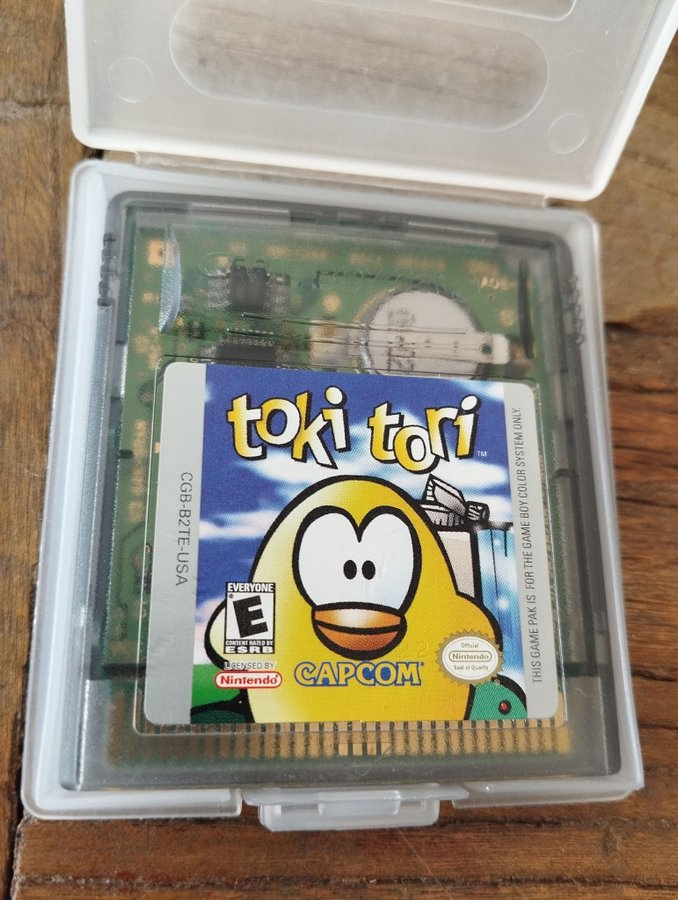 toki tori
TM
CGB-B2TE-USA
THIS GAME PAK IS FOR THE GAME BOY COLOR SYSTEM ONLY.
EVERYONE
E
CONTENT RATED BY
ESRB
LICENSED BY
Nintendo
CAPCOM
Official
Nintendo
Seal of Quality